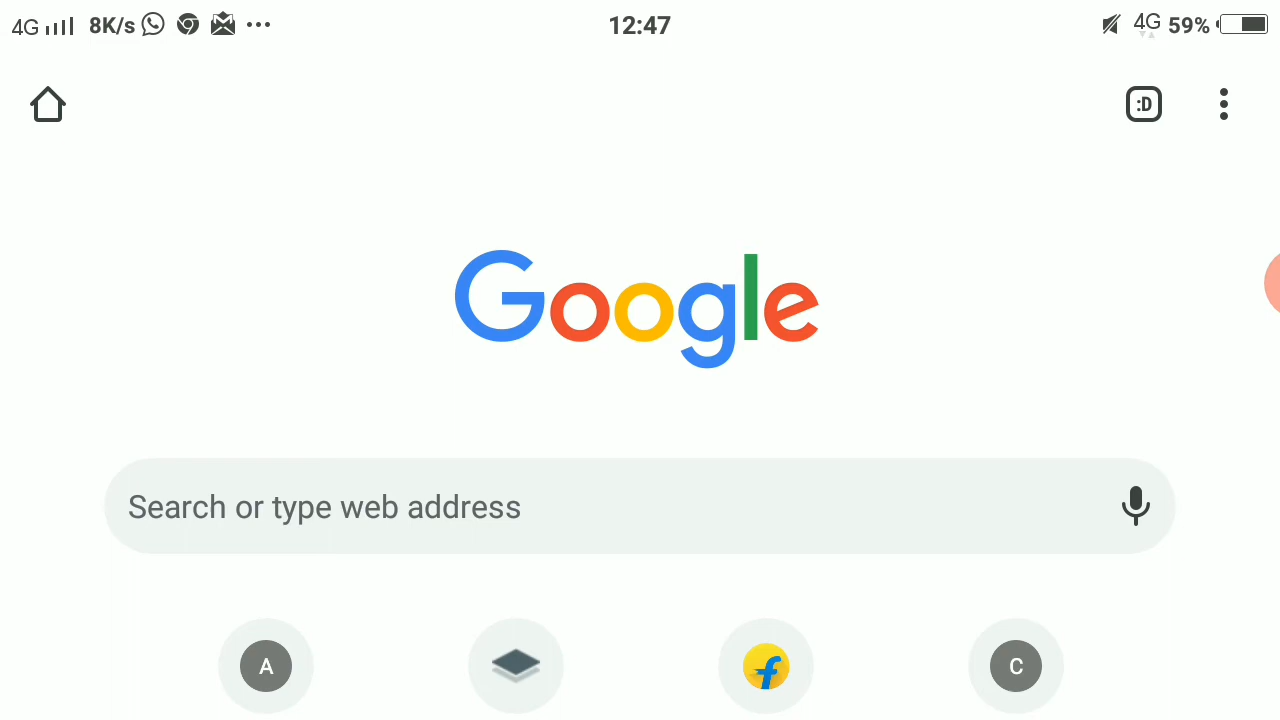 4G 8K/s 12:47 4G 59%
:D
Google
Search or type web address
A f C